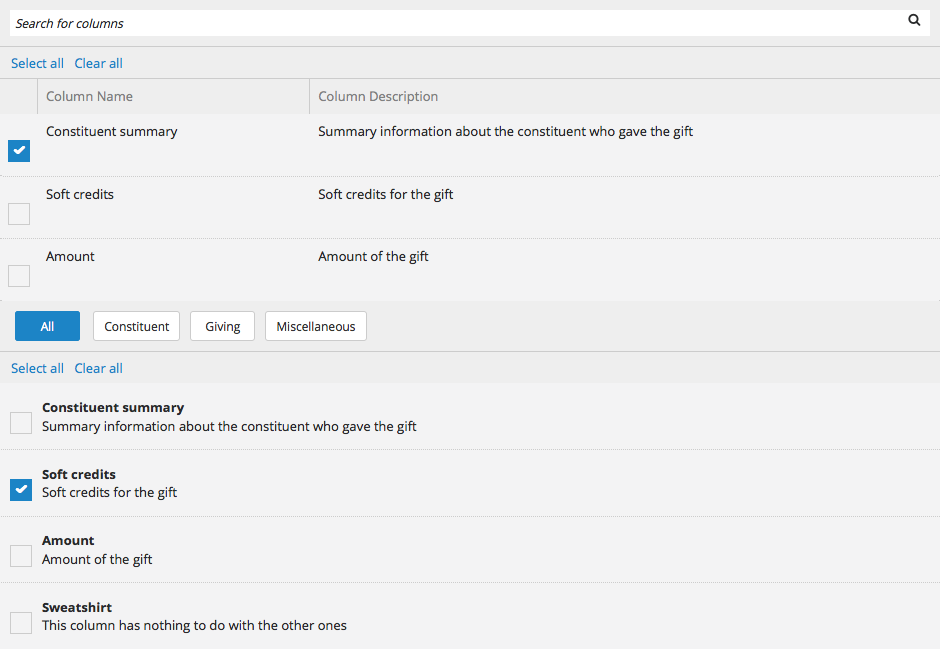 Search for columns
Select all Clear all
Column Name Column Description
Constituent summary Summary information about the constituent who gave the gift
Soft credits Soft credits for the gift
Amount Amount of the gift
All Constituent Giving Miscellaneous
Select all Clear all
Constituent summary
Summary information about the constituent who gave the gift
Soft credits
Soft credits for the gift
Amount
Amount of the gift
Sweatshirt
This column has nothing to do with the other ones